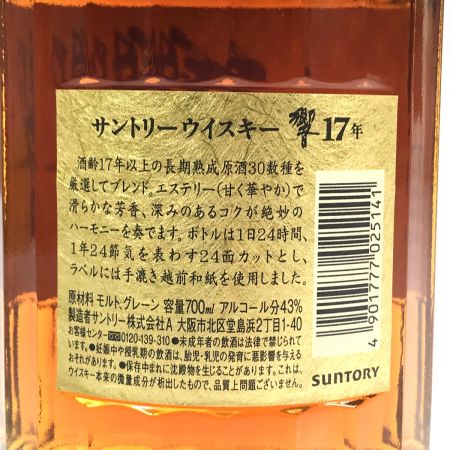 サントリーウイスキー 響 17年
酒齢17年以上の長期熟成原酒30数種を
厳選してブレンド。エステリー(甘く華やか)で
滑らかな芳香、深みのあるコクが絶妙の
ハーモニーを奏でます。ボトルは1日24時間、
1年24節気を表わす24面カットとし、
ラベルには手漉き越前和紙を使用しました。
原材料 モルト、グレーン 容量700㎖ アルコール分43%
製造者サントリー株式会社A 大阪市北区堂島浜2丁目1-40
お客様センター 0120-139-310 ●未成年者の飲酒は法律で禁じられて
います。●妊娠中や授乳期の飲酒は、胎児・乳児の発育に悪影響を与える
おそれがあります。●保存中まれに沈殿物を生じることがあります。これは、
ウイスキー本来の微量成分が析出したもので、品質上問題ございません。
SUNTORY
4 901777 025141